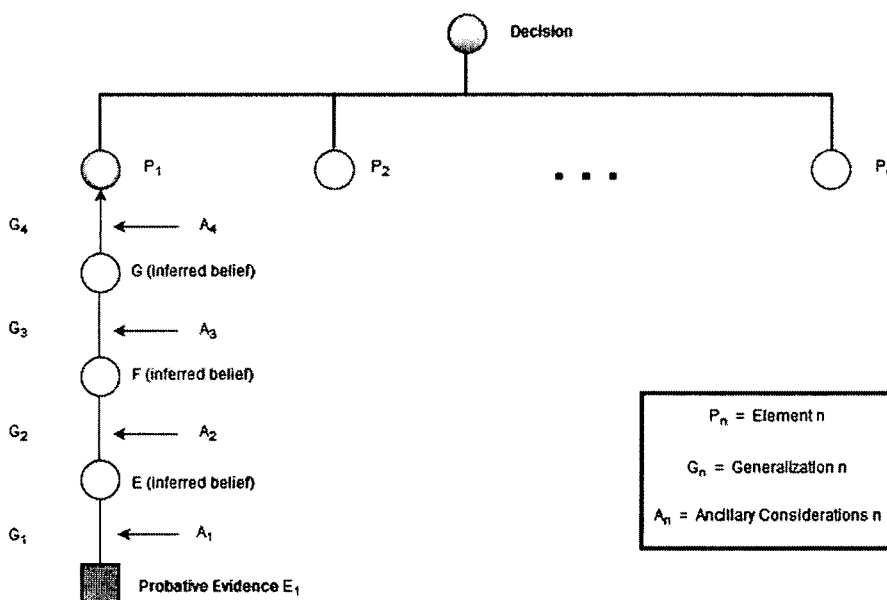 Decision
P₁
P₂
. . .
P
G₄ A₄
G (inferred belief)
G₃ A₃
F (inferred belief)
Pₙ = Element n
G₂ A₂
Gₙ = Generalization n
E (inferred belief)
Aₙ = Ancillary Considerations n
G₁ A₁
Probative Evidence E₁